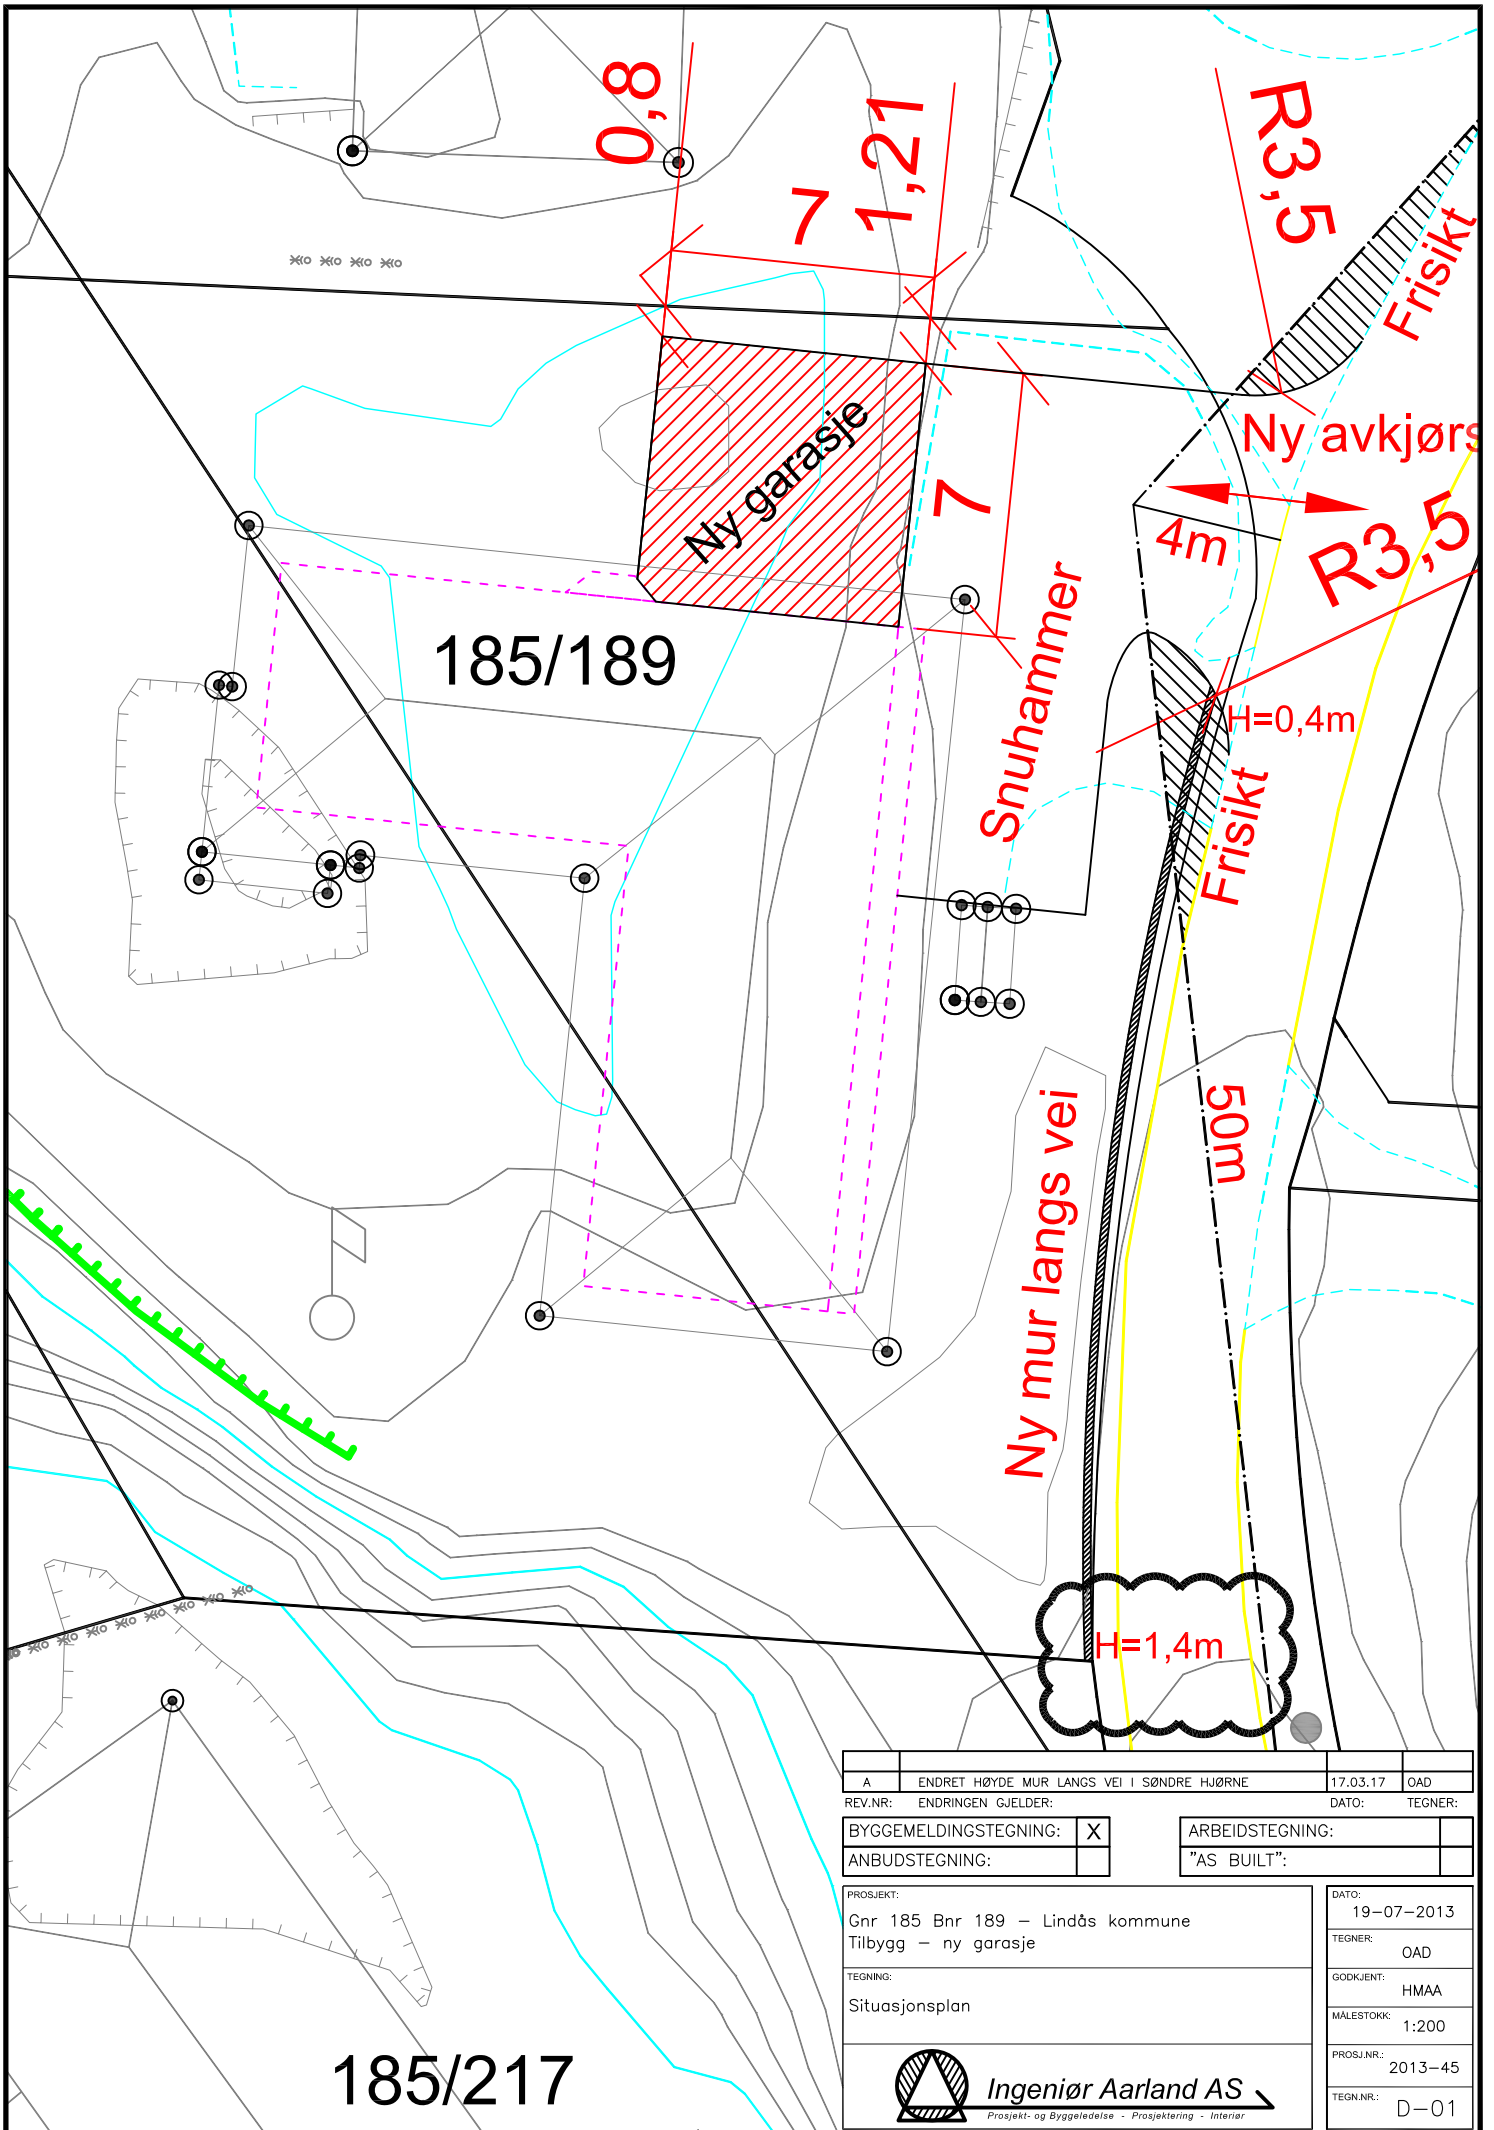 0,8
7
1,21
R3,5
Frisikt
Ny avkjørs
4m
R3,5
Ny garasje
7
185/189
Snuhammer
H=0,4m
Frisikt
50m
Ny mur langs vei
H=1,4m
185/217
A ENDRET HØYDE MUR LANGS VEI I SØNDRE HJØRNE 17.03.17 OAD
REV.NR: ENDRINGEN GJELDER: DATO: TEGNER:
BYGGEMELDINGSTEGNING: X ARBEIDSTEGNING:
ANBUDSTEGNING: "AS BUILT":
PROSJEKT:
Gnr 185 Bnr 189 – Lindås kommune
Tilbygg – ny garasje
TEGNING:
Situasjonsplan
DATO:
19-07-2013
TEGNER:
OAD
GODKJENT:
HMAA
MÅLESTOKK:
1:200
PROSJ.NR.:
2013-45
TEGN.NR.:
D-01
Ingeniør Aarland AS
Prosjekt- og Byggeledelse - Prosjektering - Interiør